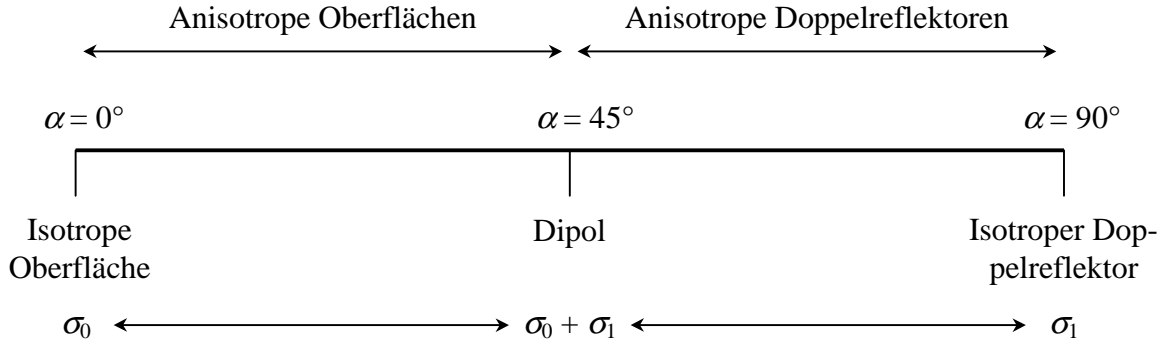 Anisotrope Oberflächen Anisotrope Doppelreflektoren
α = 0° α = 45° α = 90°
Isotrope Dipol Isotroper Dop-
Oberfläche pelreflektor
σ0 σ0 + σ1 σ1